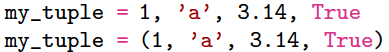 my_tuple = 1, 'a', 3.14, True
my_tuple = (1, 'a', 3.14, True)